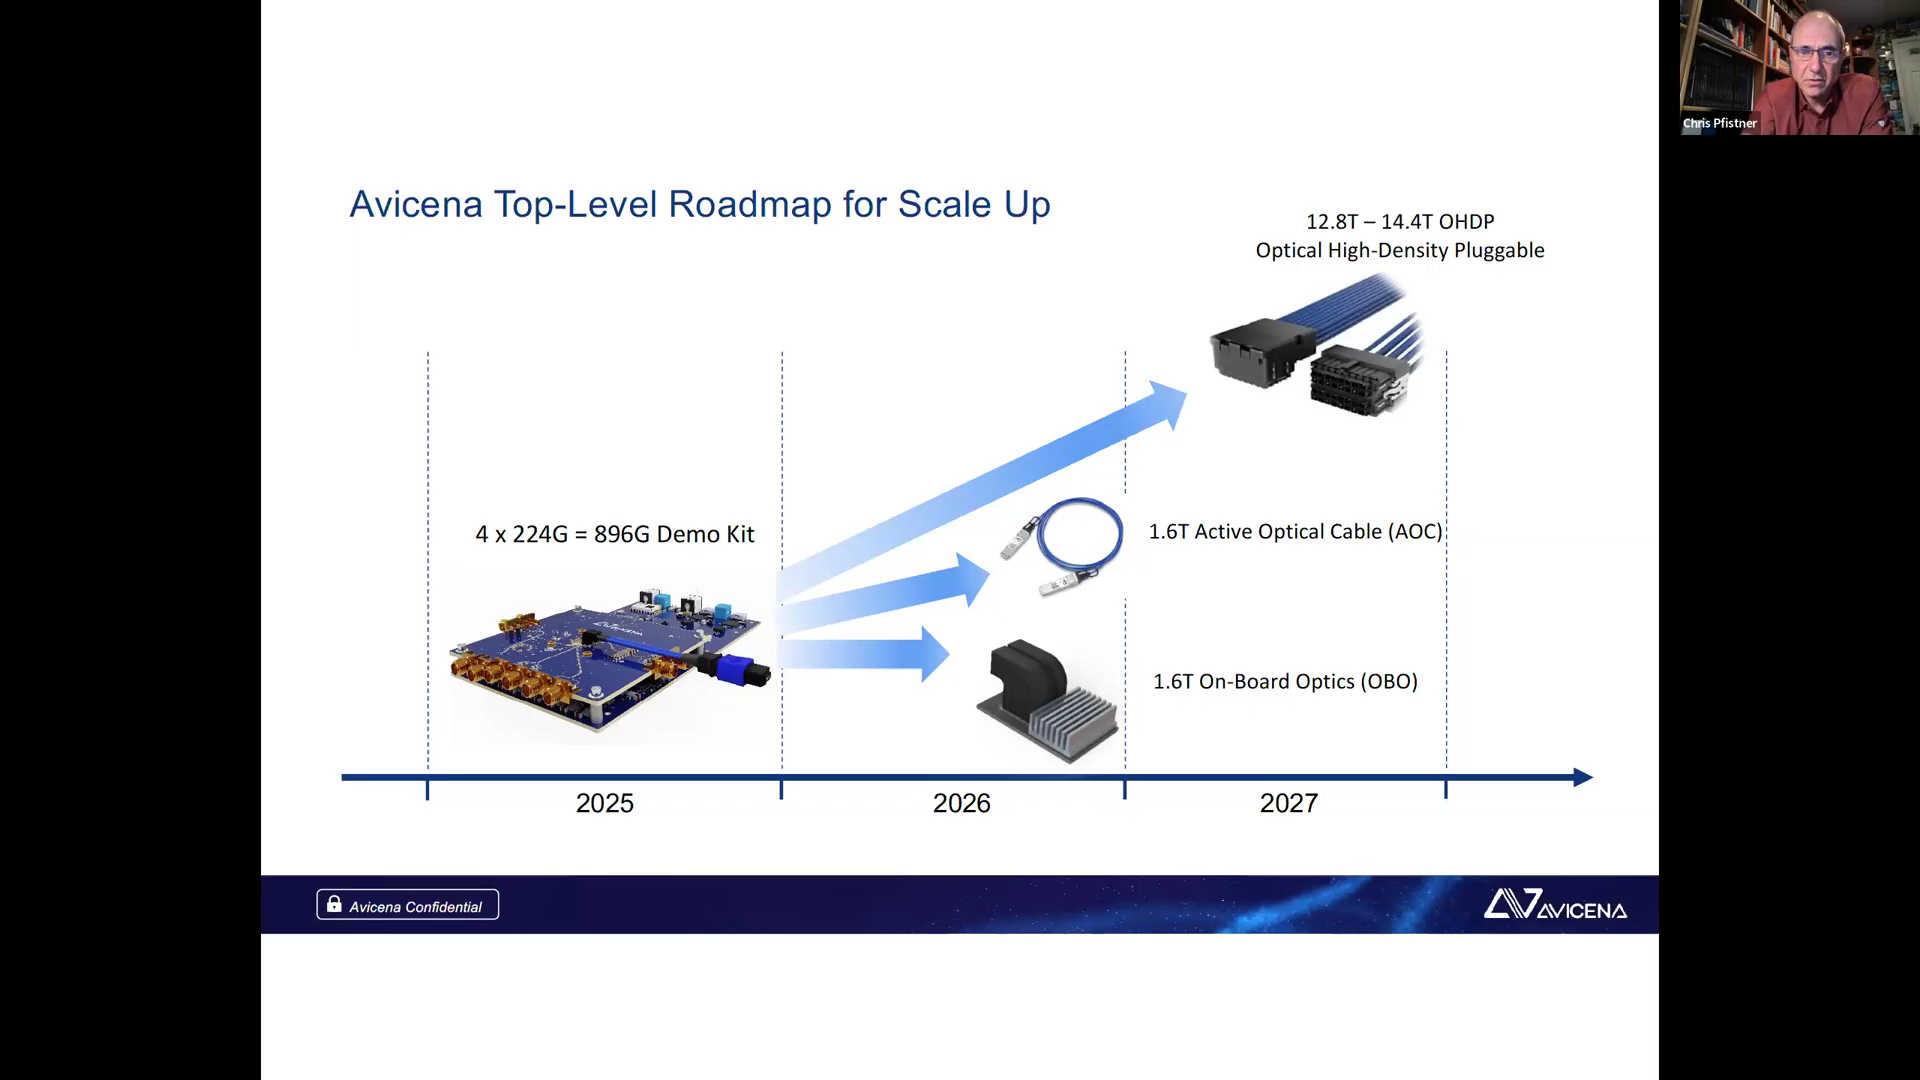 Chris Pfistner
Avicena Top-Level Roadmap for Scale Up
12.8T – 14.4T OHDP
Optical High-Density Pluggable
4 x 224G = 896G Demo Kit
1.6T Active Optical Cable (AOC)
AVICENA
1.6T On-Board Optics (OBO)
2025
2026
2027
Avicena Confidential
AVICENA